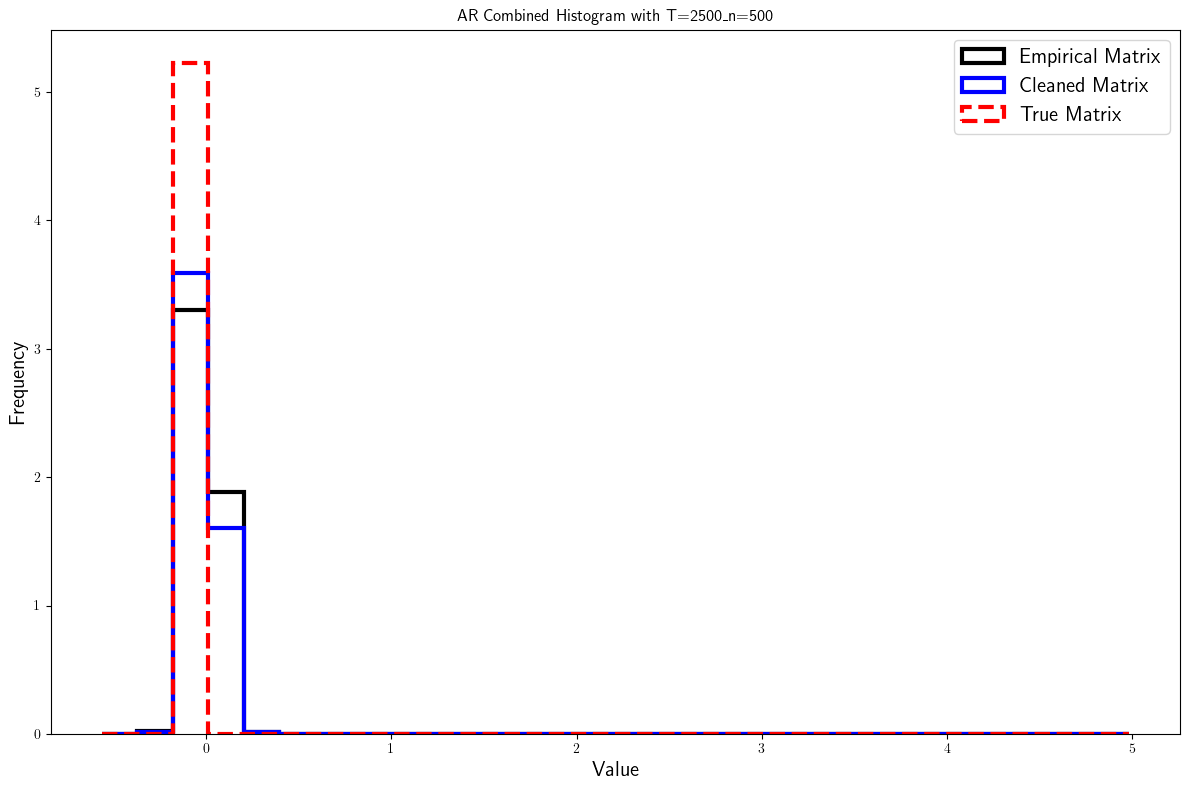 AR Combined Histogram with T=2500_n=500
Empirical Matrix
Cleaned Matrix
True Matrix
Frequency
5
4
3
2
1
0
0 1 2 3 4 5
Value